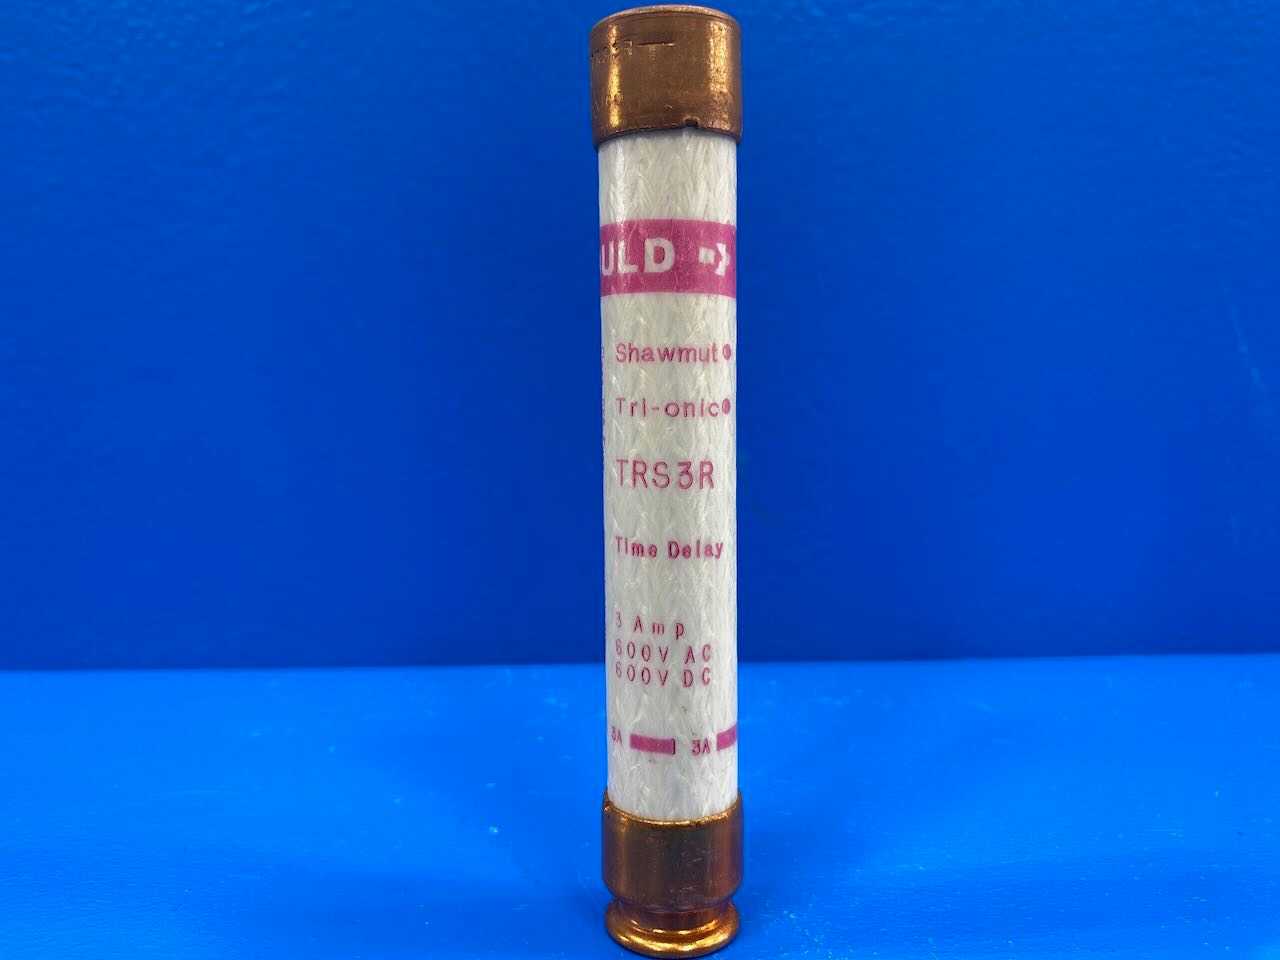 ULD
Shawmut
Tri-onic
TRS3R
Time Delay
3 Amp
600V AC
600V DC
3A 3A